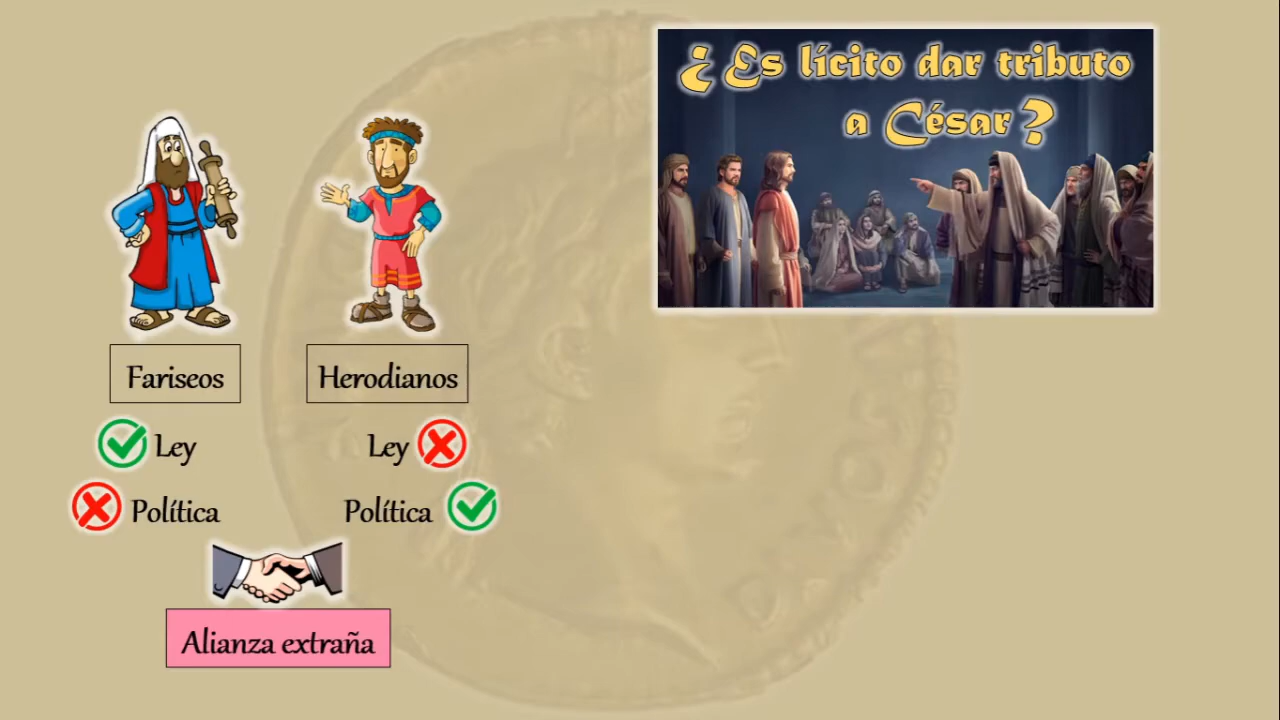 ¿Es lícito dar tributo
a César?
Fariseos
Herodianos
Ley
Ley
Política
Política
Alianza extraña